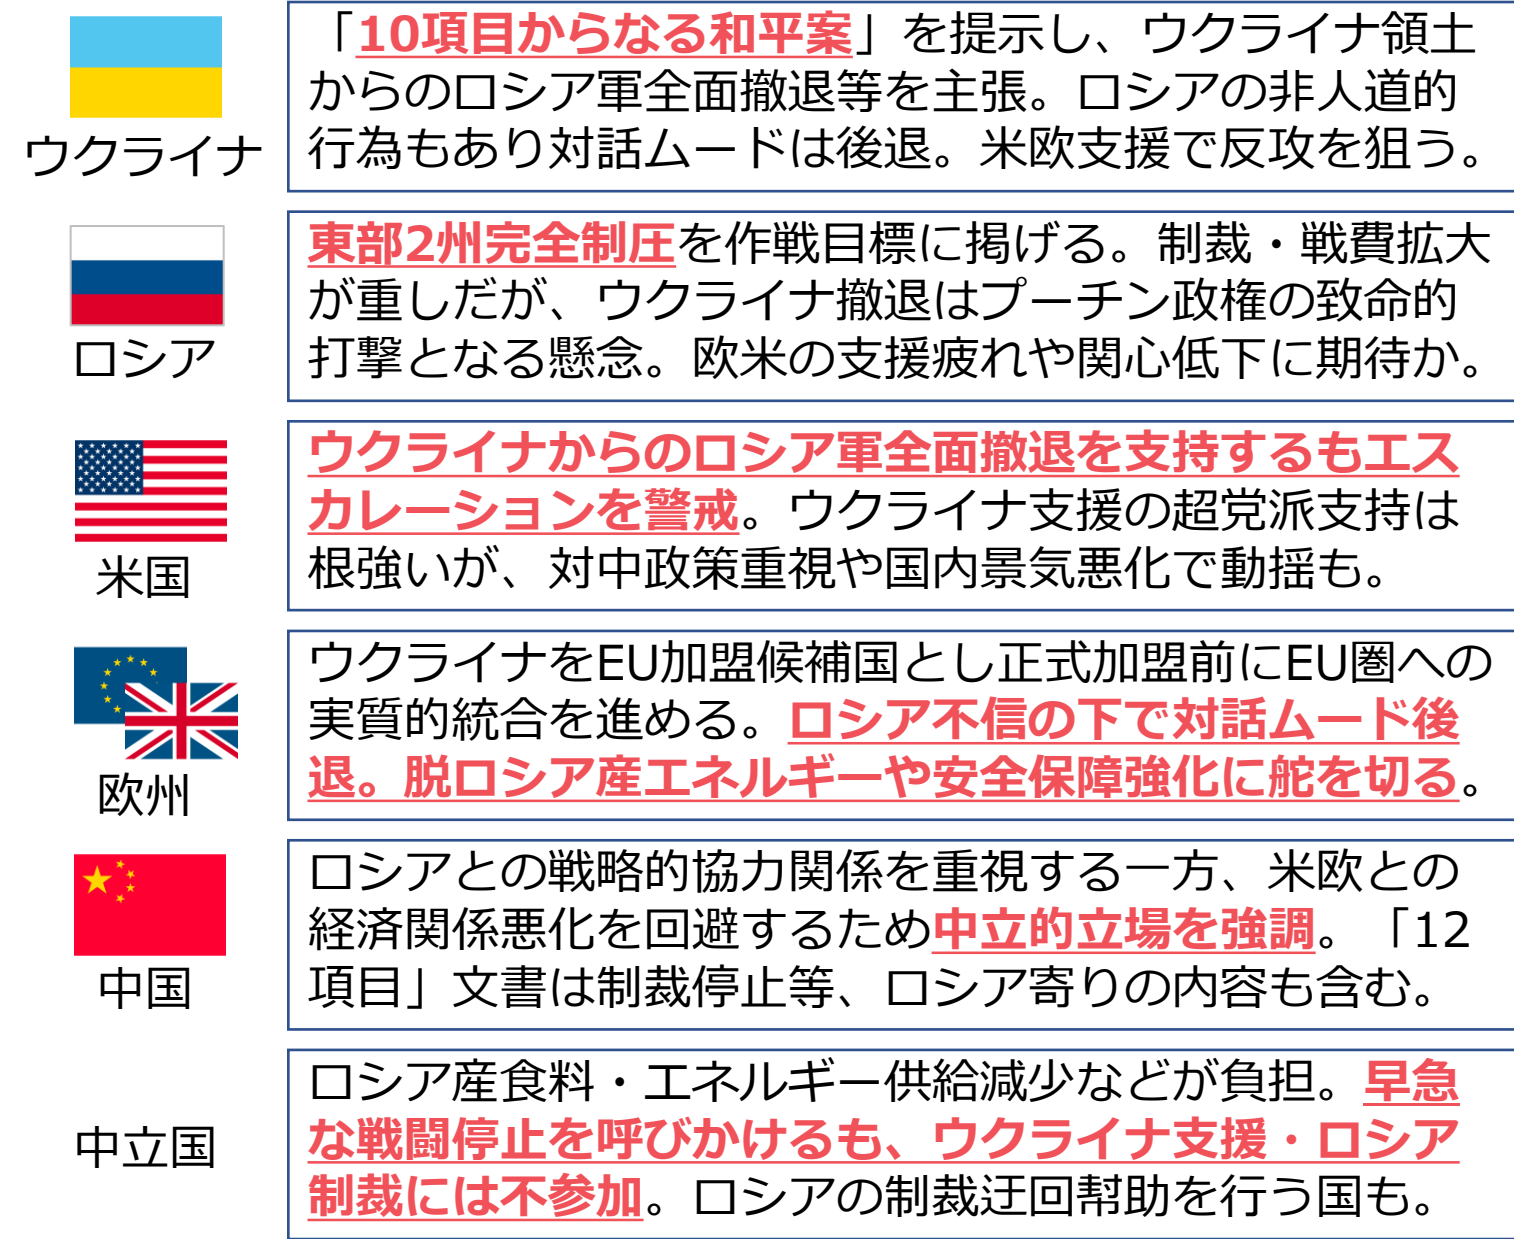 ウクライナ
「10項目からなる和平案」を提示し、ウクライナ領土
からのロシア軍全面撤退等を主張。ロシアの非人道的
行為もあり対話ムードは後退。米欧支援で反攻を狙う。
ロシア
東部2州完全制圧を作戦目標に掲げる。制裁・戦費拡大
が重しだが、ウクライナ撤退はプーチン政権の致命的
打撃となる懸念。欧米の支援疲れや関心低下に期待か。
米国
ウクライナからのロシア軍全面撤退を支持するもエス
カレーションを警戒。ウクライナ支援の超党派支持は
根強いが、対中政策重視や国内景気悪化で動揺も。
欧州
ウクライナをEU加盟候補国とし正式加盟前にEU圏への
実質的統合を進める。ロシア不信の下で対話ムード後
退。脱ロシア産エネルギーや安全保障強化に舵を切る。
中国
ロシアとの戦略的協力関係を重視する一方、米欧との
経済関係悪化を回避するため中立的立場を強調。「12
項目」文書は制裁停止等、ロシア寄りの内容も含む。
中立国
ロシア産食料・エネルギー供給減少などが負担。早急
な戦闘停止を呼びかけるも、ウクライナ支援・ロシア
制裁には不参加。ロシアの制裁迂回幇助を行う国も。